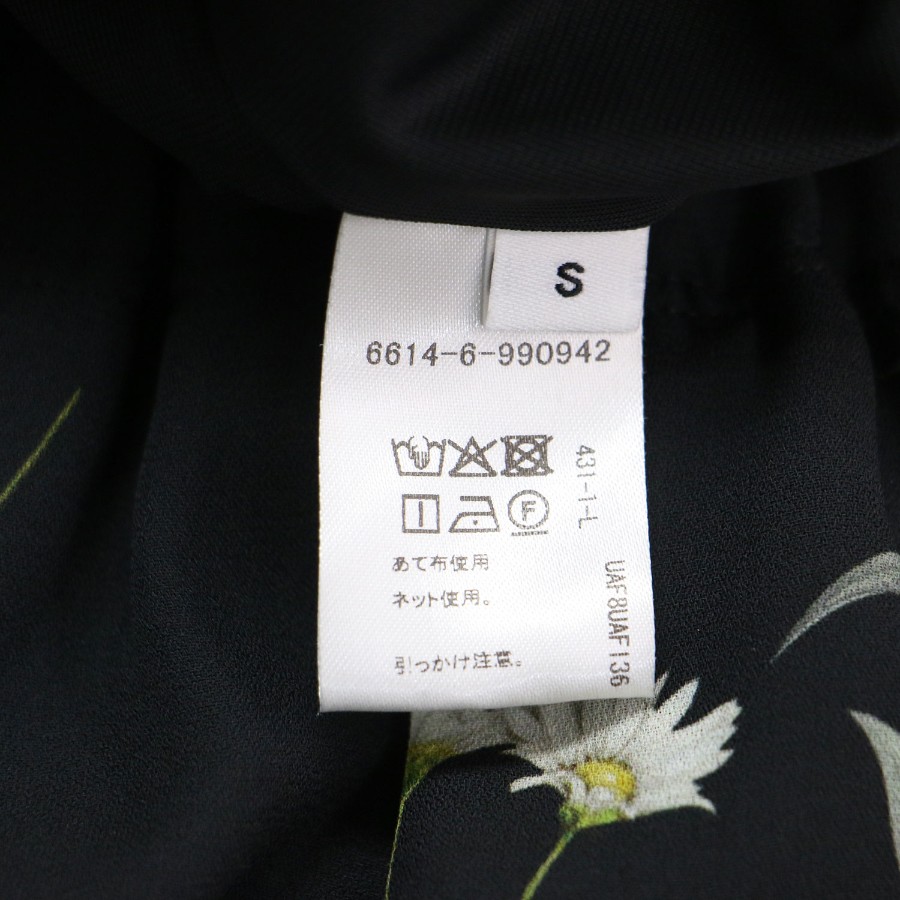 S
6614-6-990942
431-1-L
F
あて布使用
ネット使用。
UAF8UAF136
引っかけ注意。